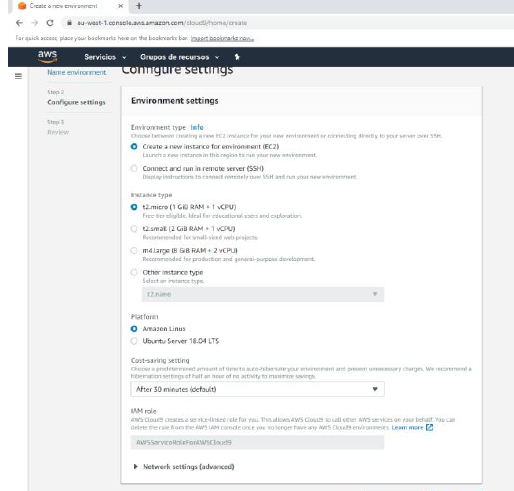 Create a new environment
eu-west-1.console.aws.amazon.com/cloud9/home/create
For quick access, place your bookmarks here on the bookmarks bar. Import bookmarks now...
aws Servicios Grupos de recursos
Name environment
Configure settings
Step 2
Configure settings
Step 3
Review
Environment settings
Environment type Info
Choose between creating a new EC2 instance for your new environment or connecting directly to your server over SSH.
Create a new instance for environment (EC2)
Launch a new instance in this region to run your new environment.
Connect and run in remote server (SSH)
Display instructions to connect remotely over SSH and run your new environment.
Instance type
t2.micro (1 GiB RAM + 1 vCPU)
Free-tier eligible. Ideal for educational users and exploration.
t2.small (2 GiB RAM + 1 vCPU)
Recommended for small-sized web projects.
m4.large (8 GiB RAM + 2 vCPU)
Recommended for production and general-purpose development.
Other instance type
Select an instance type.
t2.nano
Platform
Amazon Linux
Ubuntu Server 18.04 LTS
Cost-saving setting
Choose a predetermined amount of time to auto-hibernate your environment and prevent unnecessary charges. We recommend a
hibernation settings of half an hour of no activity to maximize savings.
After 30 minutes (default)
IAM role
AWS Cloud9 creates a service-linked role for you. This allows AWS Cloud9 to call other AWS services on your behalf. You can
delete the role from the AWS IAM console once you no longer have any AWS Cloud9 environments. Learn more
AWSServiceRoleForAWSCloud9
Network settings (advanced)